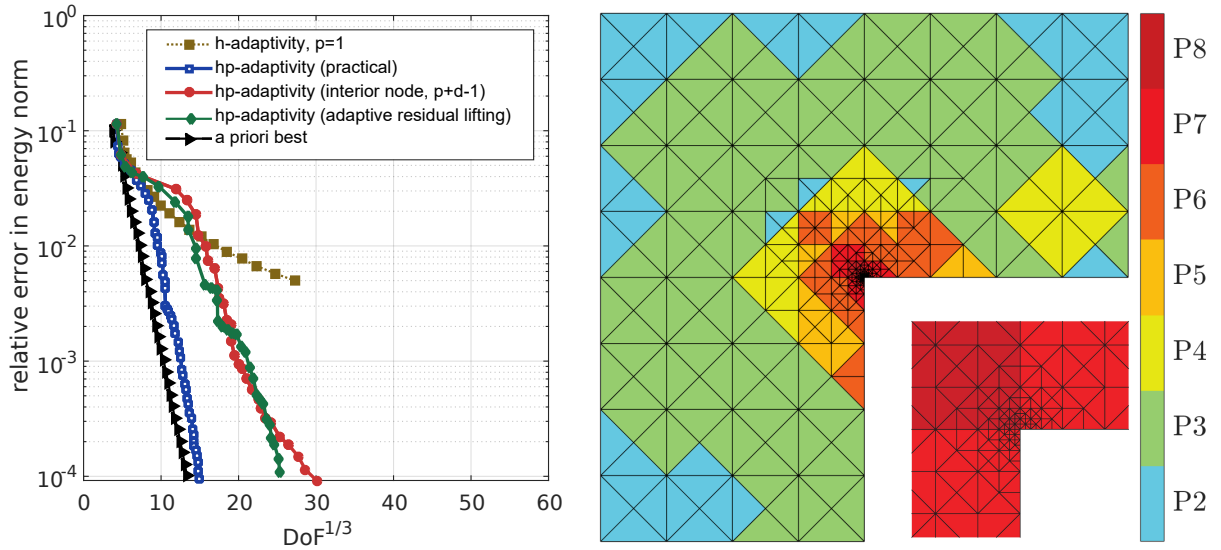 relative error in energy norm
10^0
10^-1
10^-2
10^-3
10^-4
h-adaptivity, p=1
hp-adaptivity (practical)
hp-adaptivity (interior node, p+d-1)
hp-adaptivity (adaptive residual lifting)
a priori best
0 10 20 30 40 50 60
DoF^1/3
P8
P7
P6
P5
P4
P3
P2